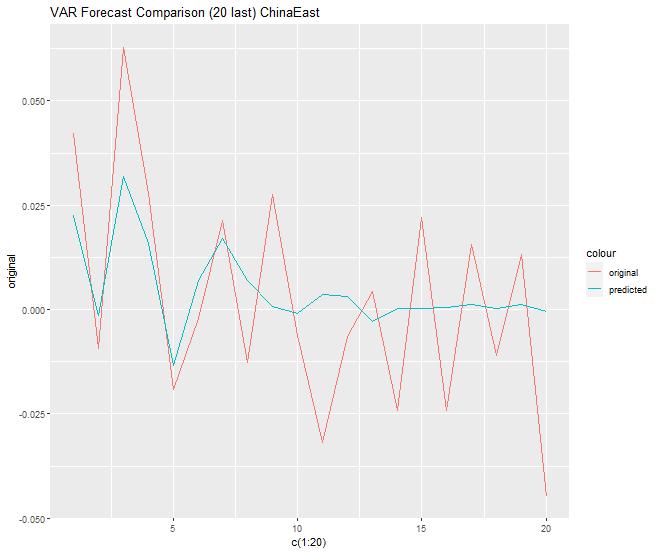 VAR Forecast Comparison (20 last) ChinaEast
original
0.050
0.025
0.000
-0.025
-0.050
5
10
15
20
c(1:20)
colour
original
predicted